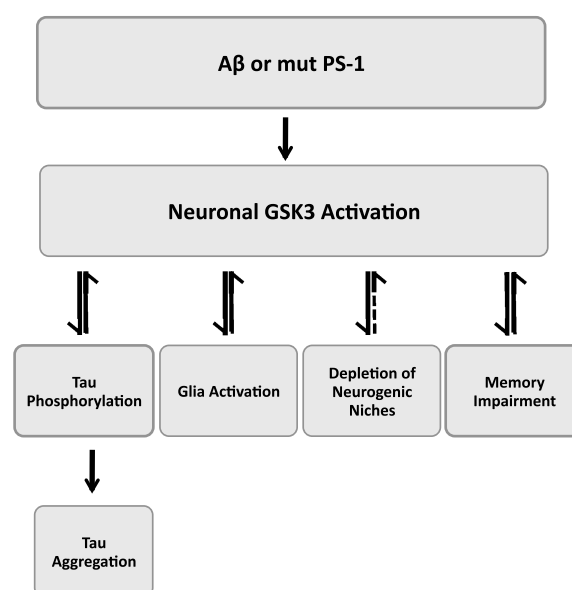 Aβ or mut PS-1
Neuronal GSK3 Activation
Tau
Phosphorylation
Glia Activation
Depletion of
Neurogenic
Niches
Memory
Impairment
Tau
Aggregation